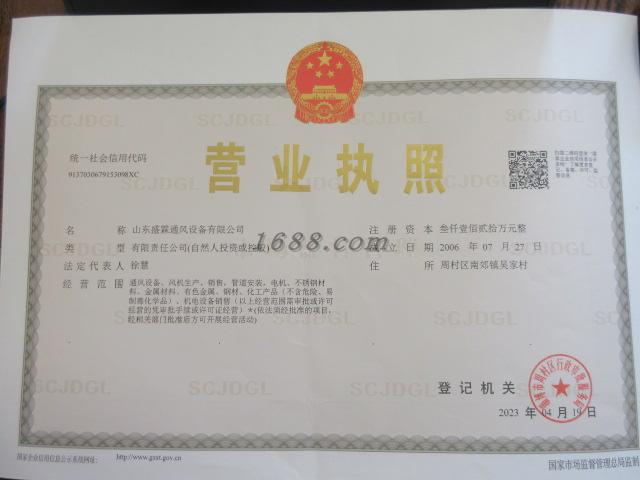 营业执照
统一社会信用代码
9137030679153098XC
名 称 山东盛霖通风设备有限公司
类 型 有限责任公司(自然人投资或控股)
法定代表人 徐慧
经营范围 通风设备、风机生产、销售，管道安装，电机、不锈钢材
料、金属材料、有色金属、钢材、化工产品（不含危险、易
制毒化学品）、机电设备销售（以上经营范围需审批或许可
经营的凭审批手续或许可证经营）*(依法须经批准的项目，
经相关部门批准后方可开展经营活动)
注 册 资 本 叁仟壹佰贰拾万元整
成 立 日 期 2006 年 07 月 27 日
住 所 周村区南郊镇吴家村
1688.com
登记机关
2023 年 04 月 19 日
国家企业信用信息公示系统网址：
http://www.gsxt.gov.cn
国家市场监督管理总局监制